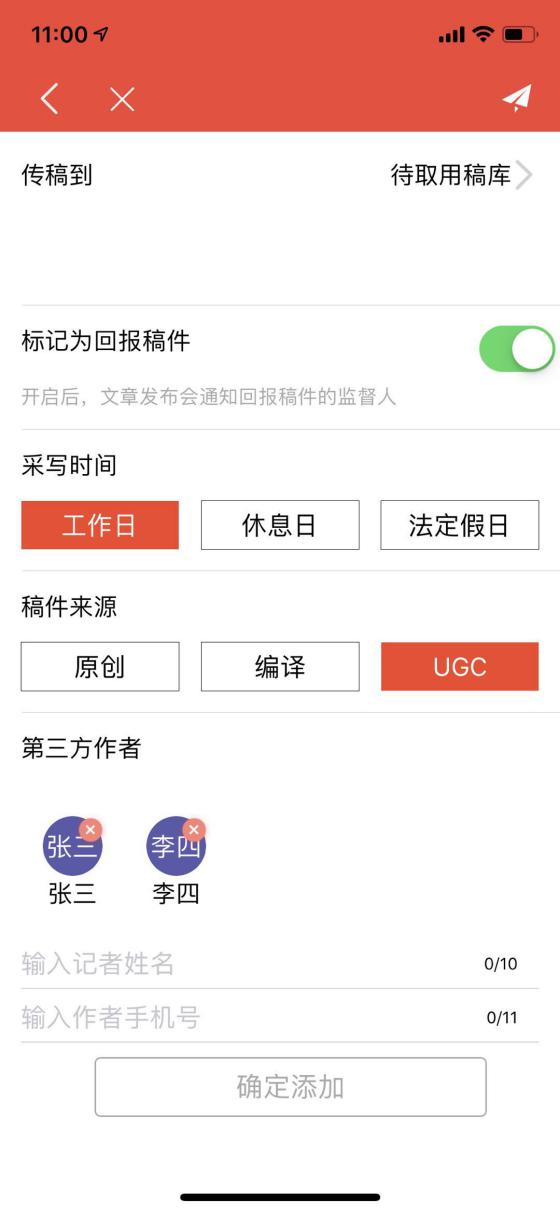 11:00
传稿到
待取用稿库
标记为回报稿件
开启后，文章发布会通知回报稿件的监督人
采写时间
工作日 休息日 法定假日
稿件来源
原创 编译 UGC
第三方作者
张三 李四
张三 李四
输入记者姓名 0/10
输入作者手机号 0/11
确定添加